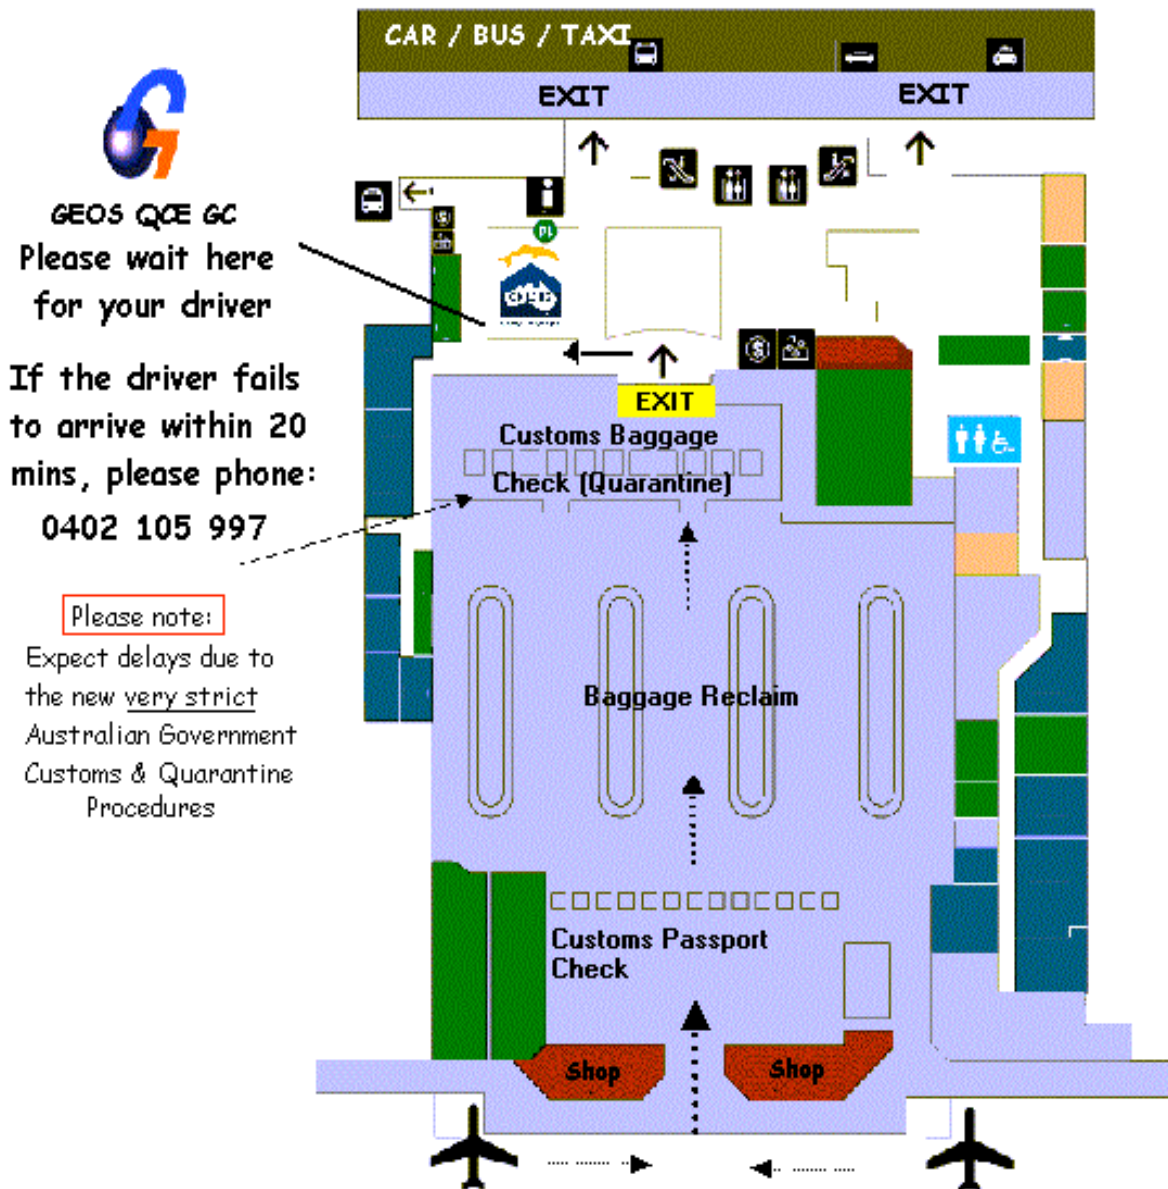 CAR / BUS / TAXI
EXIT
EXIT
GEOS QCE GC
Please wait here
for your driver
If the driver fails
to arrive within 20
mins, please phone:
0402 105 997
Please note:
Expect delays due to
the new very strict
Australian Government
Customs & Quarantine
Procedures
EXIT
Customs Baggage
Check (Quarantine)
Baggage Reclaim
Customs Passport
Check
Shop
Shop